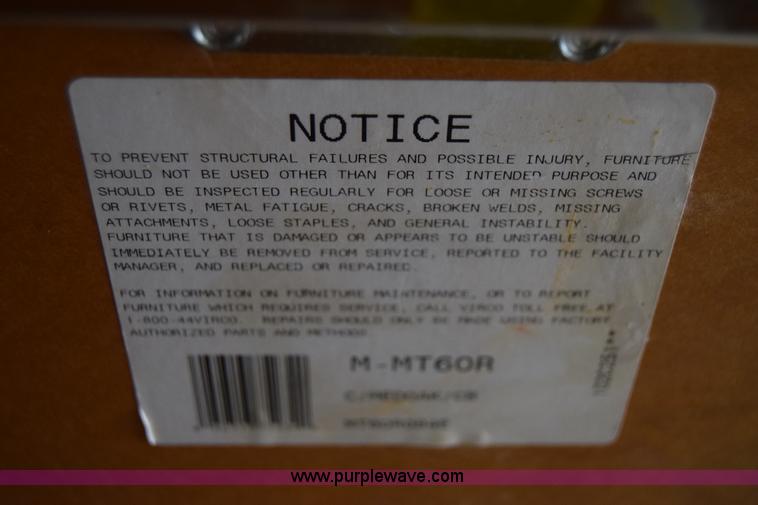 NOTICE
TO PREVENT STRUCTURAL FAILURES AND POSSIBLE INJURY, FURNITURE
SHOULD NOT BE USED OTHER THAN FOR ITS INTENDED PURPOSE AND
SHOULD BE INSPECTED REGULARLY FOR LOOSE OR MISSING SCREWS
OR RIVETS, METAL FATIGUE, CRACKS, BROKEN WELDS, MISSING
ATTACHMENTS, LOOSE STAPLES, AND GENERAL INSTABILITY.
FURNITURE THAT IS DAMAGED OR APPEARS TO BE UNSTABLE SHOULD
IMMEDIATELY BE REMOVED FROM SERVICE, REPORTED TO THE FACILITY
MANAGER, AND REPLACED OR REPAIRED.
FOR INFORMATION ON FURNITURE MAINTENANCE, OR TO REPORT
FURNITURE WHICH REQUIRES SERVICE, CALL VIRCO TOLL FREE AT
1-800-44VIRCO. REPAIRS SHOULD ONLY BE MADE USING FACTORY
AUTHORIZED PARTS AND METHODS
M-MT60R
www.purplewave.com